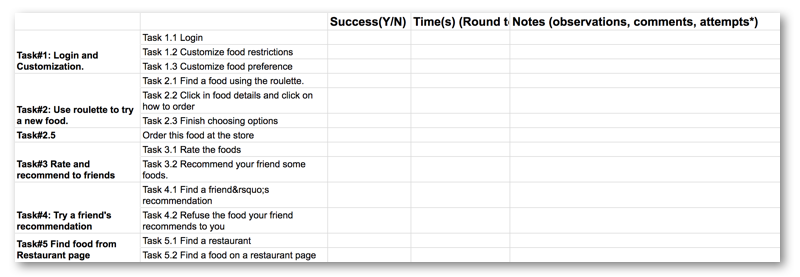 Success(Y/N) Time(s) (Round t Notes (observations, comments, attempts*)
Task 1.1 Login
Task#1: Login and Customization.
Task 1.2 Customize food restrictions
Task 1.3 Customize food preference
Task 2.1 Find a food using the roulette.
Task#2: Use roulette to try a new food.
Task 2.2 Click in food details and click on
how to order
Task 2.3 Finish choosing options
Task#2.5 Order this food at the store
Task 3.1 Rate the foods
Task#3 Rate and
recommend to friends
Task 3.2 Recommend your friend some
foods.
Task 4.1 Find a friend&rsquo;s
recommendation
Task#4: Try a friend's
recommendation
Task 4.2 Refuse the food your friend
recommends to you
Task#5 Find food from
Restaurant page
Task 5.1 Find a restaurant
Task 5.2 Find a food on a restaurant page